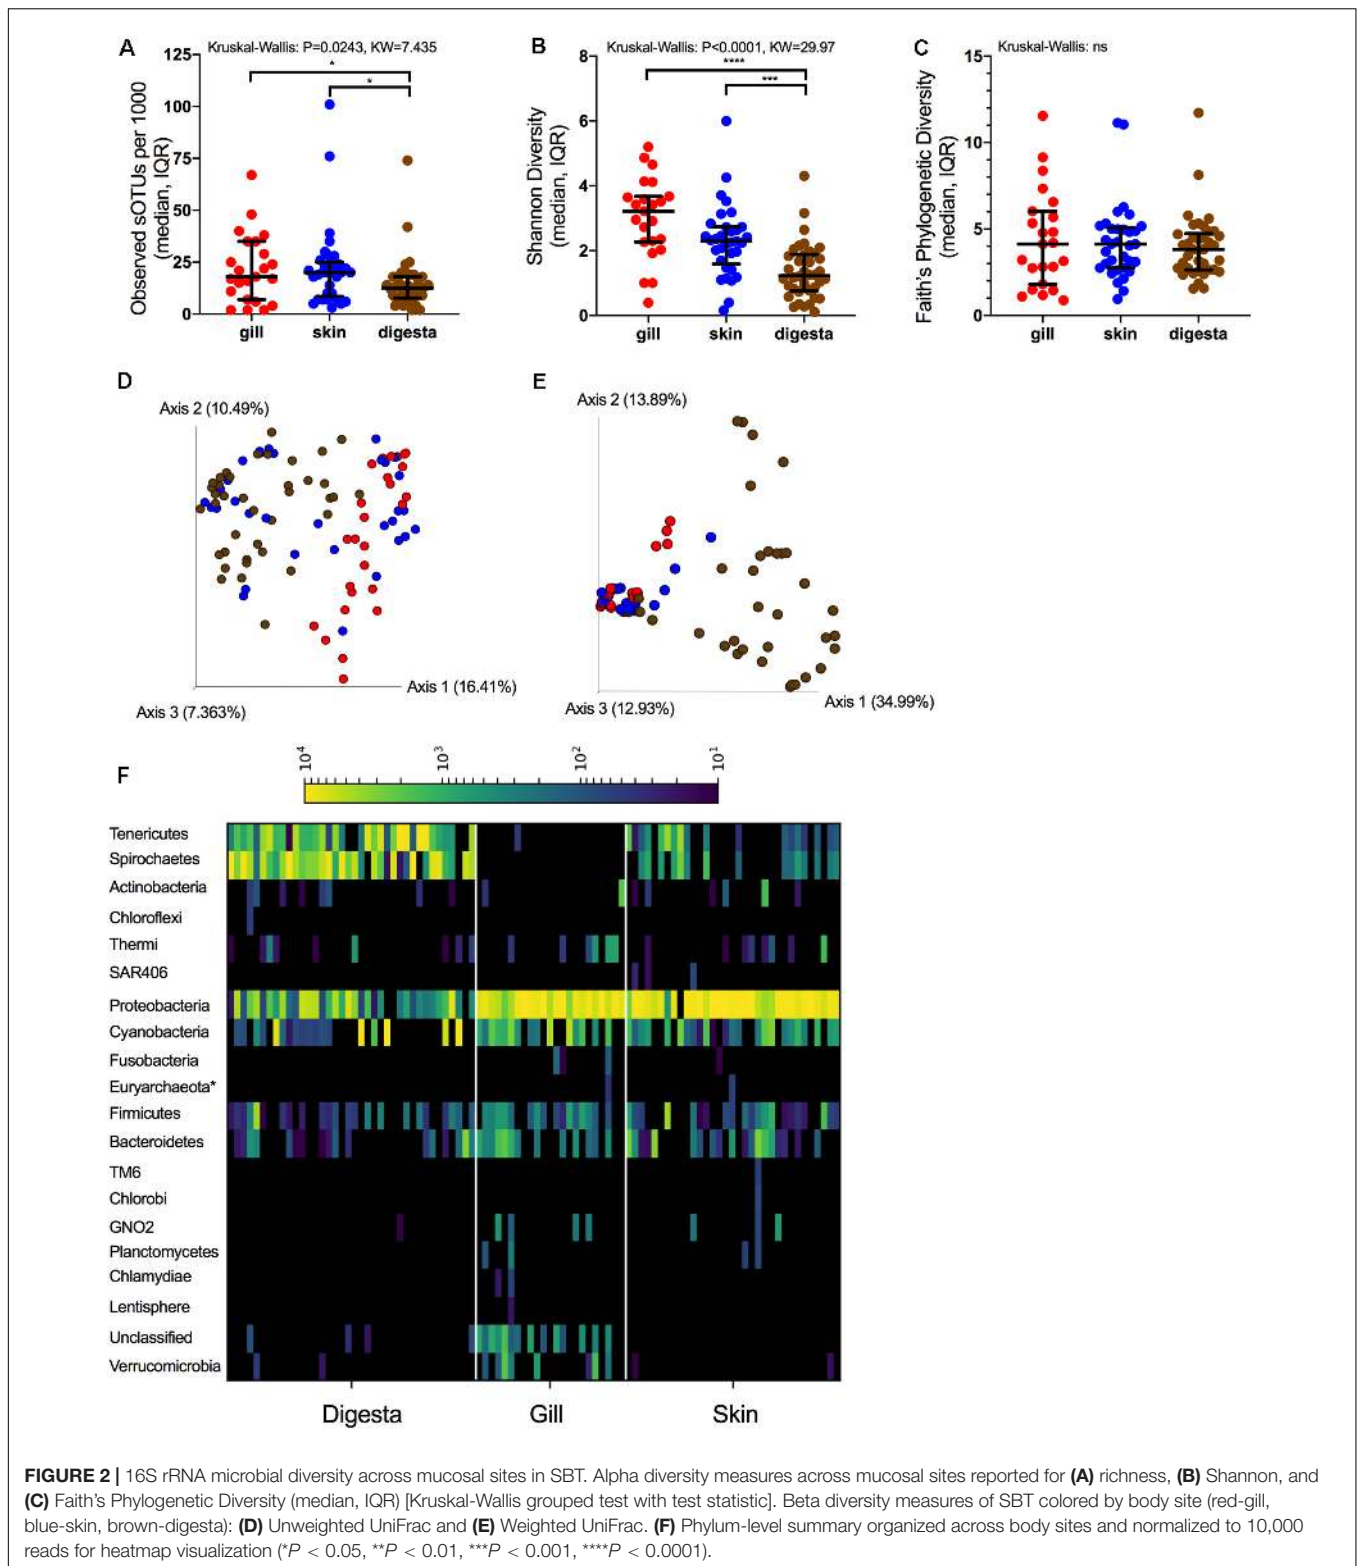 A
Kruskal-Wallis: P=0.0243, KW=7.435
Observed sOTUs per 1000
(median, IQR)
125
100
75
50
25
0
*
*
gill
skin
digesta
B
Kruskal-Wallis: P<0.0001, KW=29.97
Shannon Diversity
(median, IQR)
8
6
4
2
0
****
***
gill
skin
digesta
C
Kruskal-Wallis: ns
Faith's Phylogenetic Diversity
(median, IQR)
15
10
5
0
gill
skin
digesta
D
Axis 2 (10.49%)
Axis 1 (16.41%)
Axis 3 (7.363%)
E
Axis 2 (13.89%)
Axis 1 (34.99%)
Axis 3 (12.93%)
F
10⁴
10³
10²
10¹
Tenericutes
Spirochaetes
Actinobacteria
Chloroflexi
Thermi
SAR406
Proteobacteria
Cyanobacteria
Fusobacteria
Euryarchaeota*
Firmicutes
Bacteroidetes
TM6
Chlorobi
GNO2
Planctomycetes
Chlamydiae
Lentisphere
Unclassified
Verrucomicrobia
Digesta
Gill
Skin
FIGURE 2 | 16S rRNA microbial diversity across mucosal sites in SBT. Alpha diversity measures across mucosal sites reported for (A) richness, (B) Shannon, and
(C) Faith's Phylogenetic Diversity (median, IQR) [Kruskal-Wallis grouped test with test statistic]. Beta diversity measures of SBT colored by body site (red-gill,
blue-skin, brown-digesta): (D) Unweighted UniFrac and (E) Weighted UniFrac. (F) Phylum-level summary organized across body sites and normalized to 10,000
reads for heatmap visualization (*P < 0.05, **P < 0.01, ***P < 0.001, ****P < 0.0001).